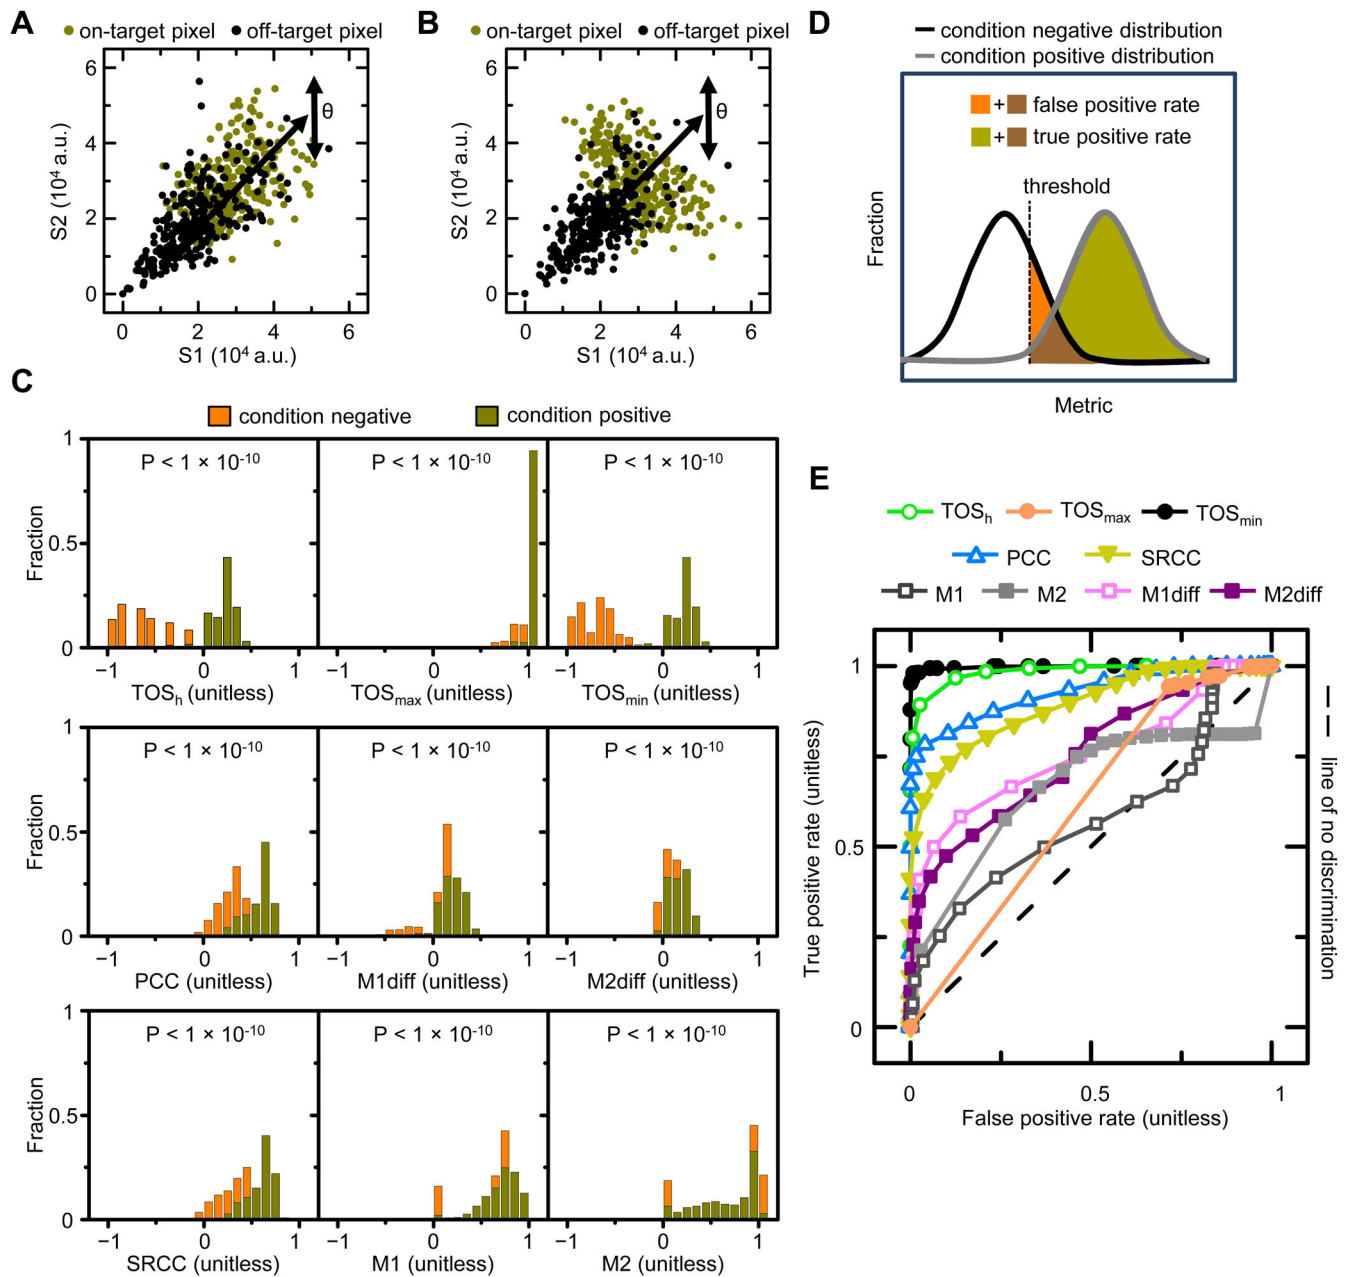 A
on-target pixel off-target pixel
6
4
2
0
S2 (10⁴ a.u.)
θ
0 2 4 6
S1 (10⁴ a.u.)
B
on-target pixel off-target pixel
6
4
2
0
S2 (10⁴ a.u.)
θ
0 2 4 6
S1 (10⁴ a.u.)
C
condition negative condition positive
1
0.5
0
Fraction
P < 1 × 10⁻¹⁰ P < 1 × 10⁻¹⁰ P < 1 × 10⁻¹⁰
−1 0 1 −1 0 1 −1 0 1
TOSh (unitless) TOSmax (unitless) TOSmin (unitless)
1
0.5
0
Fraction
P < 1 × 10⁻¹⁰ P < 1 × 10⁻¹⁰ P < 1 × 10⁻¹⁰
−1 0 1 −1 0 1 −1 0 1
PCC (unitless) M1diff (unitless) M2diff (unitless)
1
0.5
0
Fraction
P < 1 × 10⁻¹⁰ P < 1 × 10⁻¹⁰ P < 1 × 10⁻¹⁰
−1 0 1 −1 0 1 −1 0 1
SRCC (unitless) M1 (unitless) M2 (unitless)
D
condition negative distribution
condition positive distribution
+ false positive rate
+ true positive rate
threshold
Fraction
Metric
E
TOSh TOSmax TOSmin
PCC SRCC
M1 M2 M1diff M2diff
1
0.5
0
True positive rate (unitless)
line of no discrimination
0 0.5 1
False positive rate (unitless)